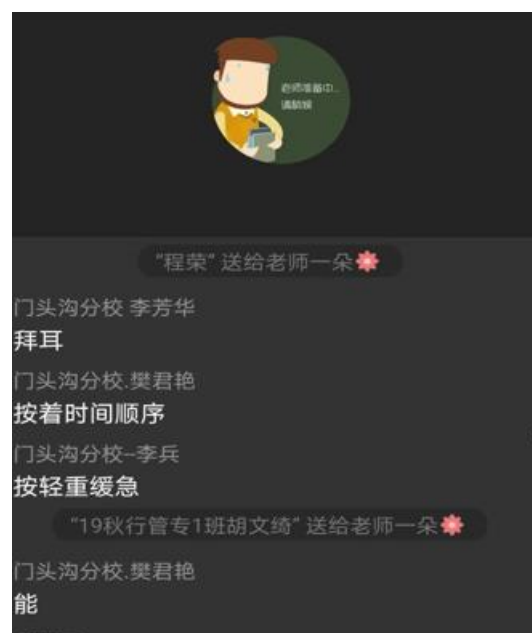 老师准备中...
请稍候
“程荣” 送给老师一朵
门头沟分校 李芳华
拜耳
门头沟分校.樊君艳
按着时间顺序
门头沟分校--李兵
按轻重缓急
“19秋行管专1班胡文绮” 送给老师一朵
门头沟分校.樊君艳
能